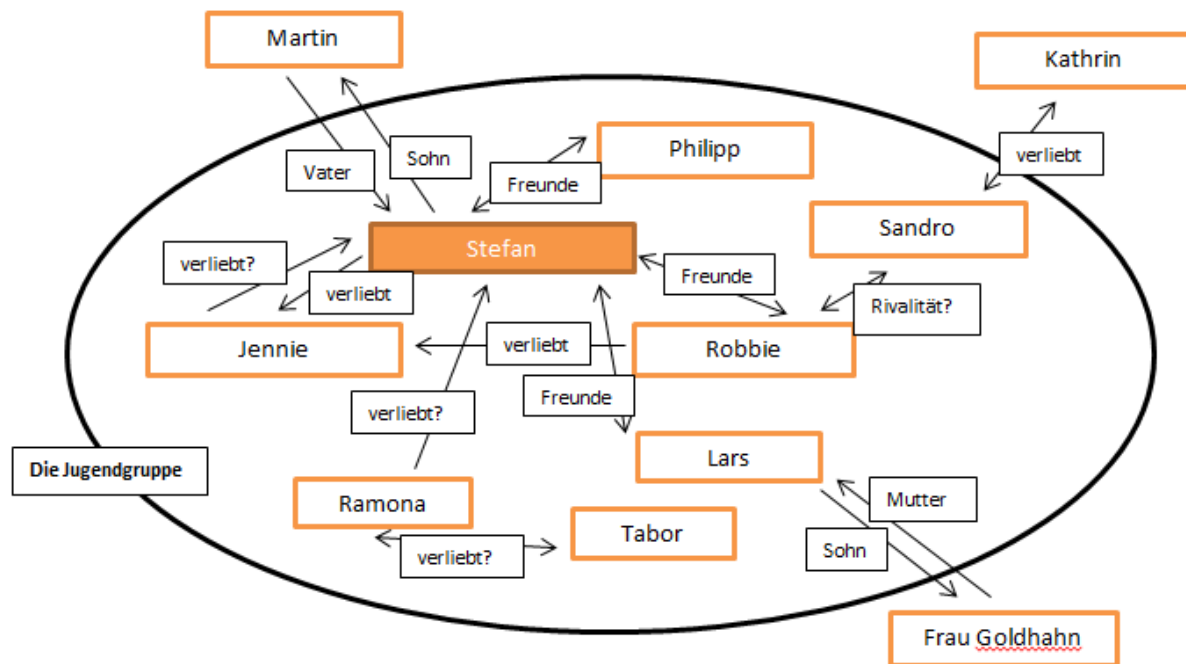 Martin
Kathrin
Philipp
verliebt
Sohn
Vater
Freunde
Sandro
Stefan
verliebt?
Freunde
verliebt
Rivalität?
Jennie
verliebt
Robbie
Freunde
verliebt?
Die Jugendgruppe
Lars
Ramona
Mutter
Tabor
Sohn
verliebt?
Frau Goldhahn